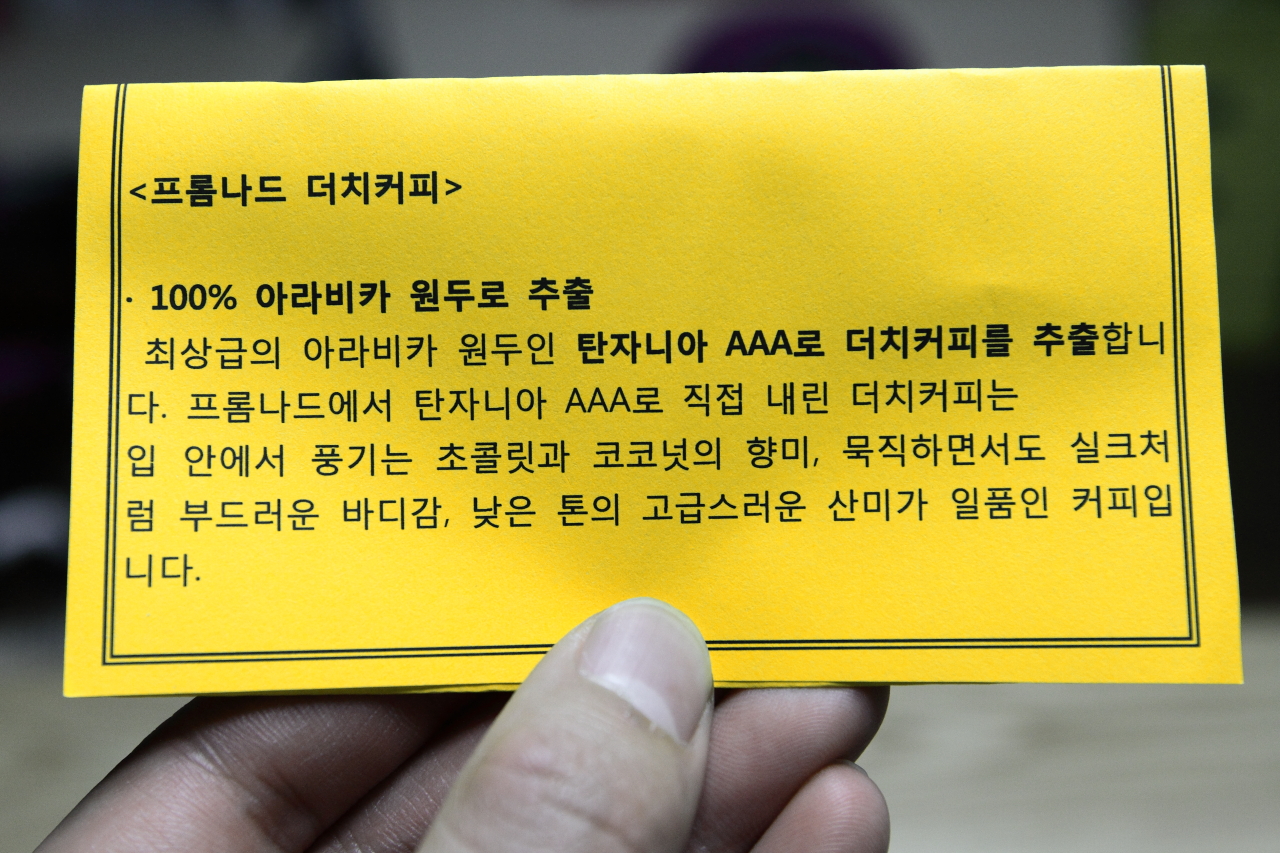 <프롬나드 더치커피>
· 100% 아라비카 원두로 추출
최상급의 아라비카 원두인 탄자니아 AAA로 더치커피를 추출합니
다. 프롬나드에서 탄자니아 AAA로 직접 내린 더치커피는
입 안에서 풍기는 초콜릿과 코코넛의 향미, 묵직하면서도 실크처
럼 부드러운 바디감, 낮은 톤의 고급스러운 산미가 일품인 커피입
니다.